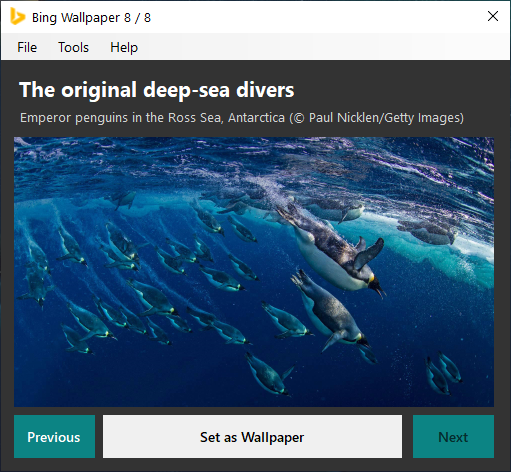 Bing Wallpaper 8 / 8
File Tools Help
The original deep-sea divers
Emperor penguins in the Ross Sea, Antarctica (© Paul Nicklen/Getty Images)
Previous Set as Wallpaper Next